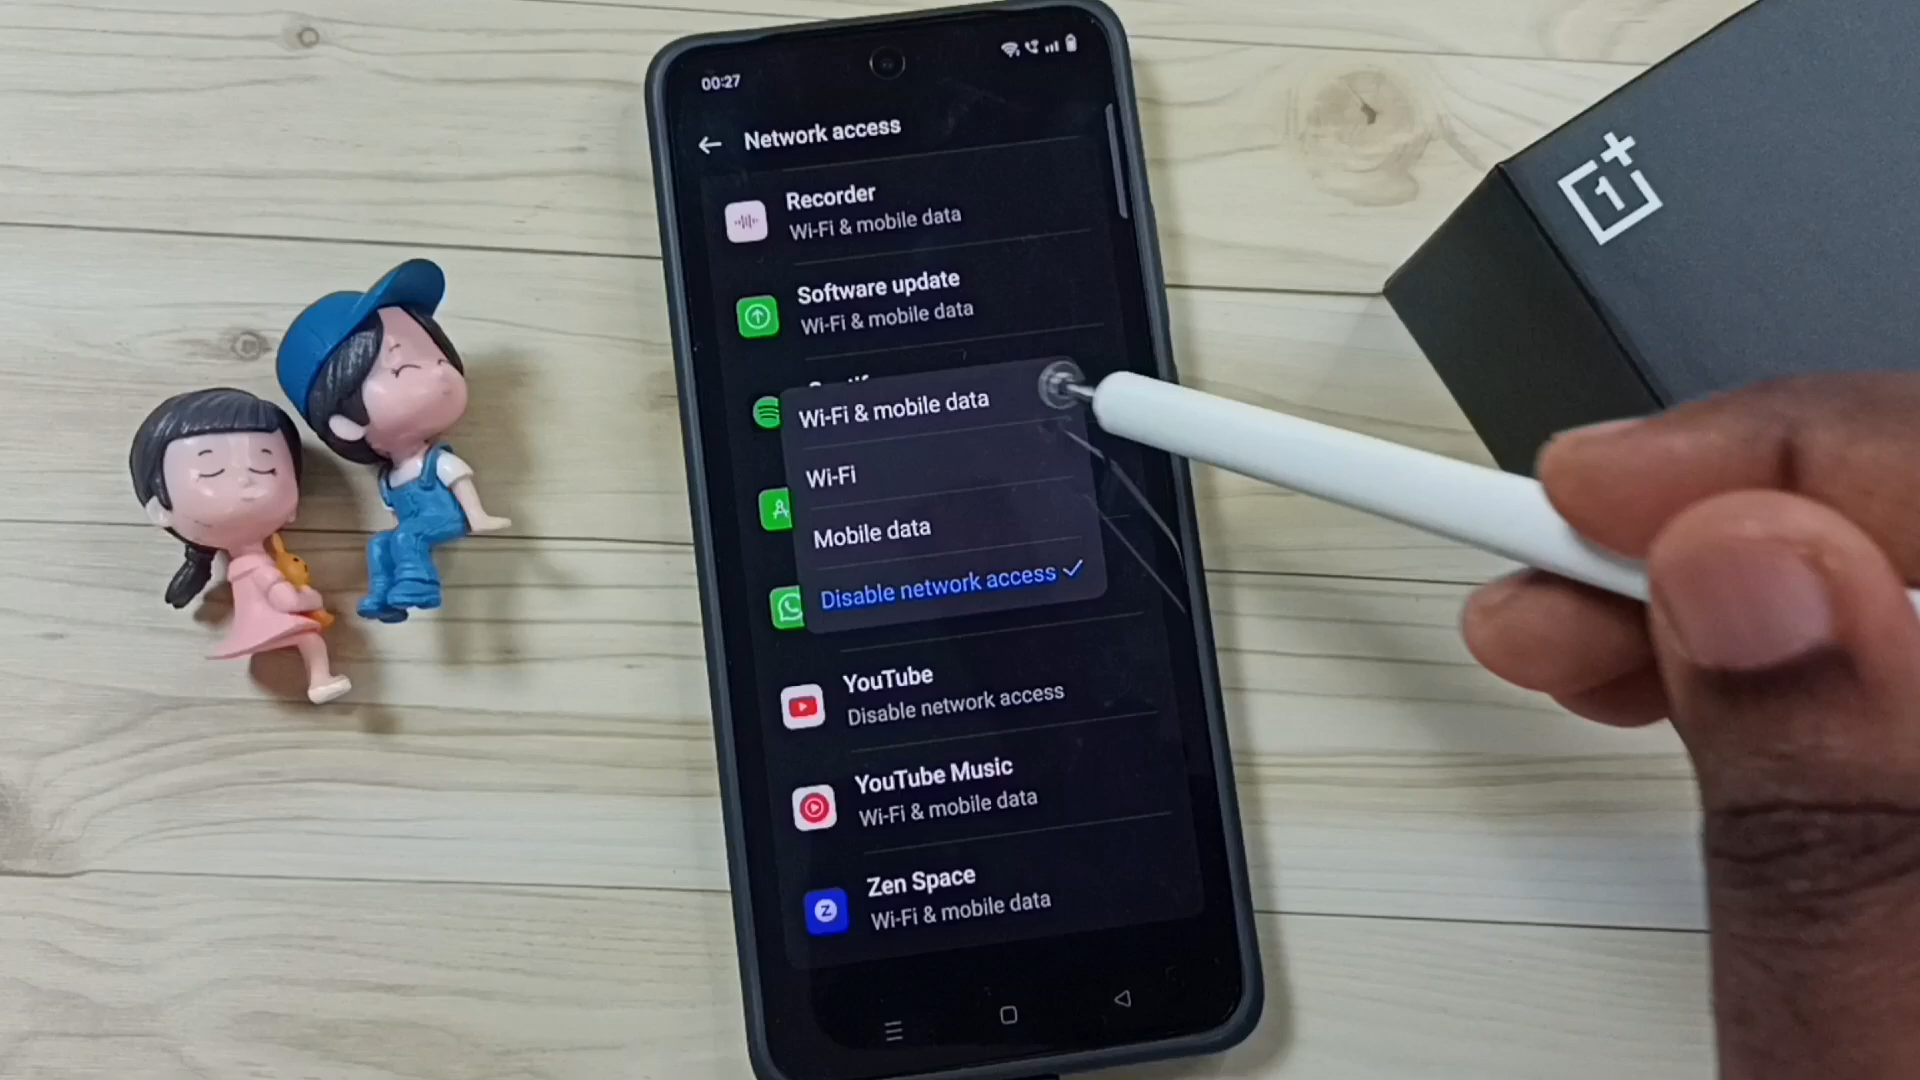 00:27
Network access
Recorder
Wi-Fi & mobile data
Software update
Wi-Fi & mobile data
Wi-Fi & mobile data
Wi-Fi
Mobile data
Disable network access
YouTube
Disable network access
YouTube Music
Wi-Fi & mobile data
Zen Space
Wi-Fi & mobile data
1+